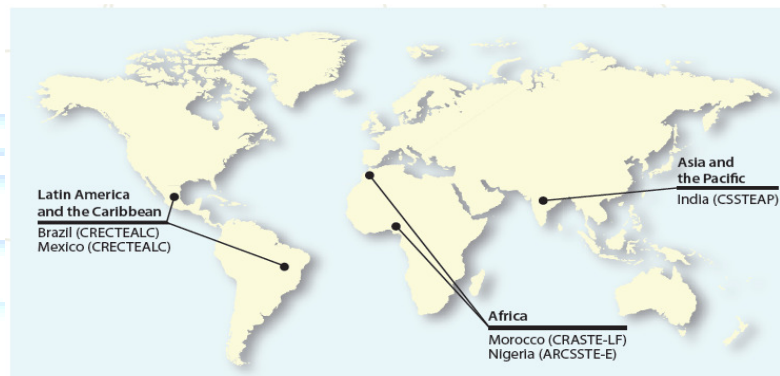 Latin America
and the Caribbean
Brazil (CRECTEALC)
Mexico (CRECTEALC)
Asia and
the Pacific
India (CSSTEAP)
Africa
Morocco (CRASTE-LF)
Nigeria (ARCSSTE-E)